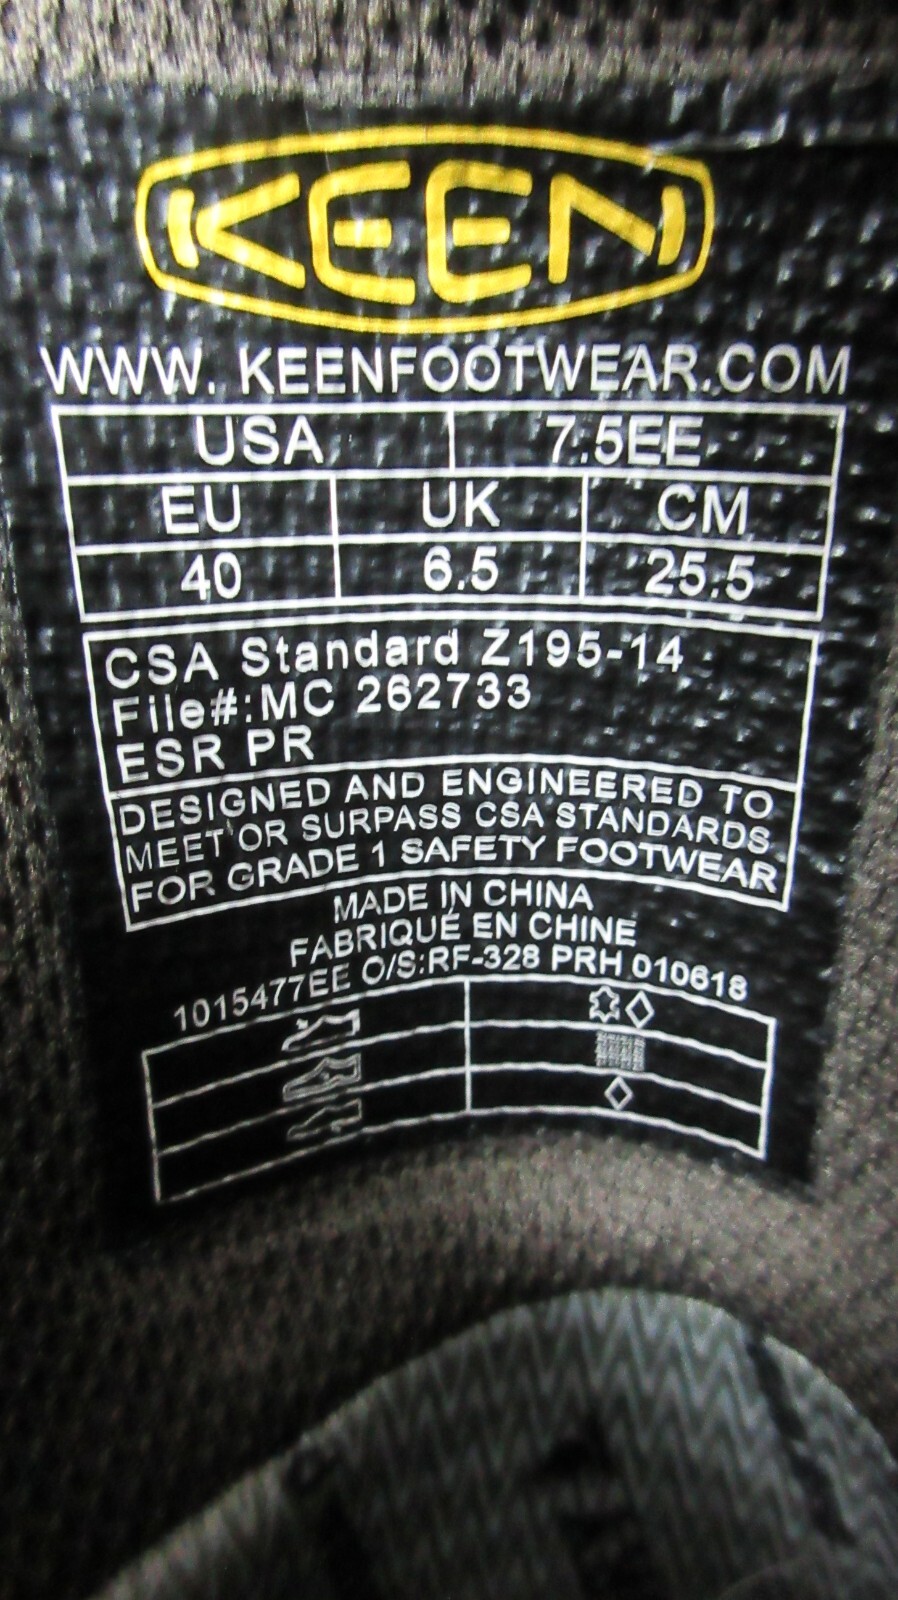 KEEN
WWW. KEENFOOTWEAR.COM
USA 7.5EE
EU UK CM
40 6.5 25.5
CSA Standard Z195-14
File#:MC 262733
ESR PR
DESIGNED AND ENGINEERED TO
MEET OR SURPASS CSA STANDARDS
FOR GRADE 1 SAFETY FOOTWEAR
MADE IN CHINA
FABRIQUÉ EN CHINE
1015477EE O/S:RF-328 PRH 010618